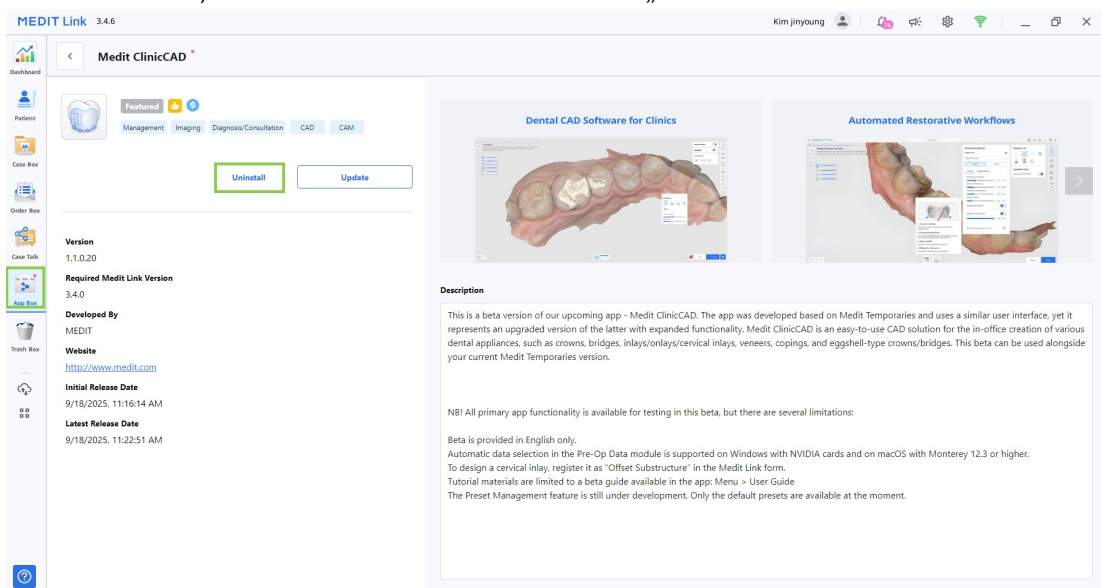 MEDIT Link 3.4.6
Kim jinyoung
Dashboard
Patient
Case Box
Order Box
Case Talk
App Box
Trash Box
Medit ClinicCAD
Featured
Management Imaging Diagnosis/Consultation CAD CAM
Uninstall Update
Version
1.1.0.20
Required Medit Link Version
3.4.0
Developed By
MEDIT
Website
http://www.medit.com
Initial Release Date
9/18/2025, 11:16:14 AM
Latest Release Date
9/18/2025, 11:22:51 AM
Dental CAD Software for Clinics
Automated Restorative Workflows
Description
This is a beta version of our upcoming app - Medit ClinicCAD. The app was developed based on Medit Temporaries and uses a similar user interface, yet it
represents an upgraded version of the latter with expanded functionality. Medit ClinicCAD is an easy-to-use CAD solution for the in-office creation of various
dental appliances, such as crowns, bridges, inlays/onlays/cervical inlays, veneers, copings, and eggshell-type crowns/bridges. This beta can be used alongside
your current Medit Temporaries version.
NB! All primary app functionality is available for testing in this beta, but there are several limitations:
Beta is provided in English only.
Automatic data selection in the Pre-Op Data module is supported on Windows with NVIDIA cards and on macOS with Monterey 12.3 or higher.
To design a cervical inlay, register it as "Offset Substructure" in the Medit Link form.
Tutorial materials are limited to a beta guide available in the app: Menu > User Guide
The Preset Management feature is still under development. Only the default presets are available at the moment.